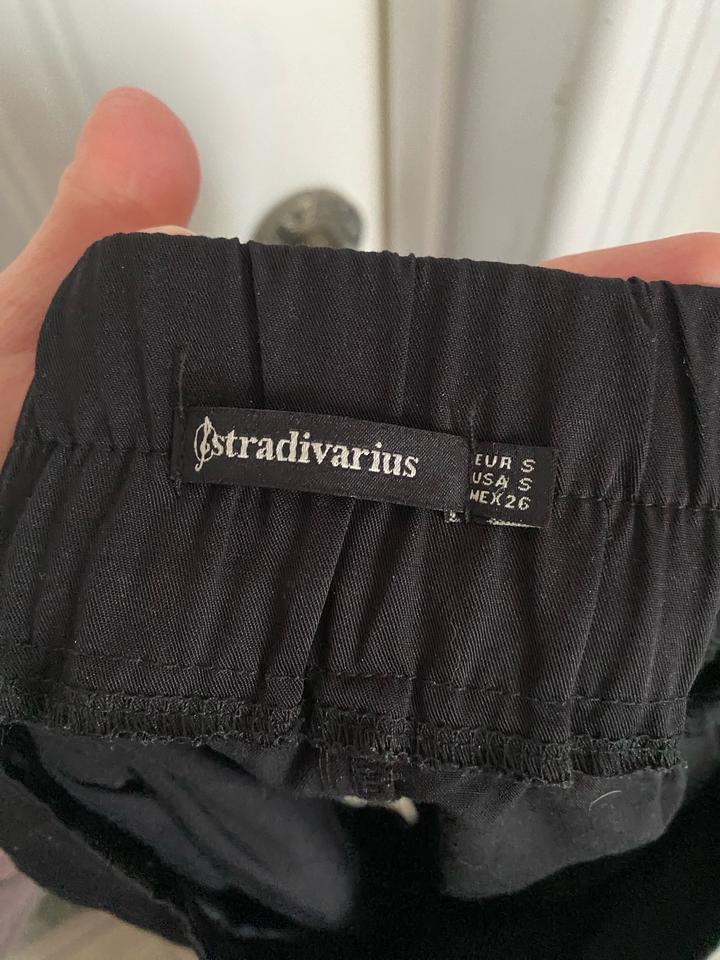 stradivarius
EUR S
USA S
MEX 26